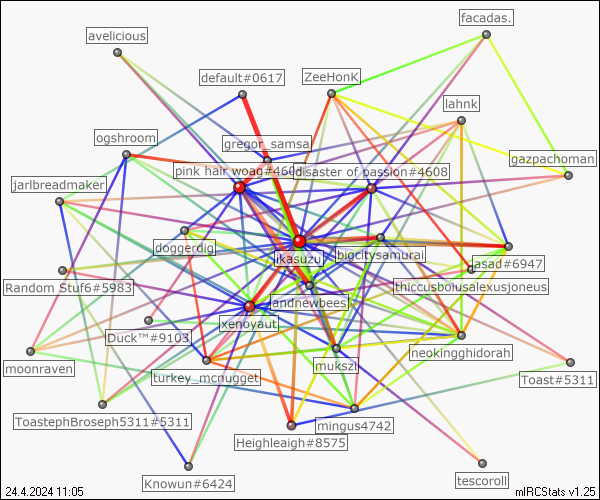 facadas.
avelicious
default#0617
ZeeHonK
lahnk
ogshroom
gregor_samsa
gazpachoman
pink hair woag#4604
disaster of passion#4608
jarlbreadmaker
doggerdig
ikasuzu
bigcitysamurai
asad#6947
Random Stuf6#5983
thiccusboiusalexusjoneus
andnewbees
xenoyaut
Duck™#9103
neokingghidorah
moonraven
mukszi
turkey_mcnugget
Toast#5311
ToastephBroseph5311#5311
mingus4742
Heighleaigh#8575
Knowun#6424
tescoroll
24.4.2024 11:05
mIRCStats v1.25